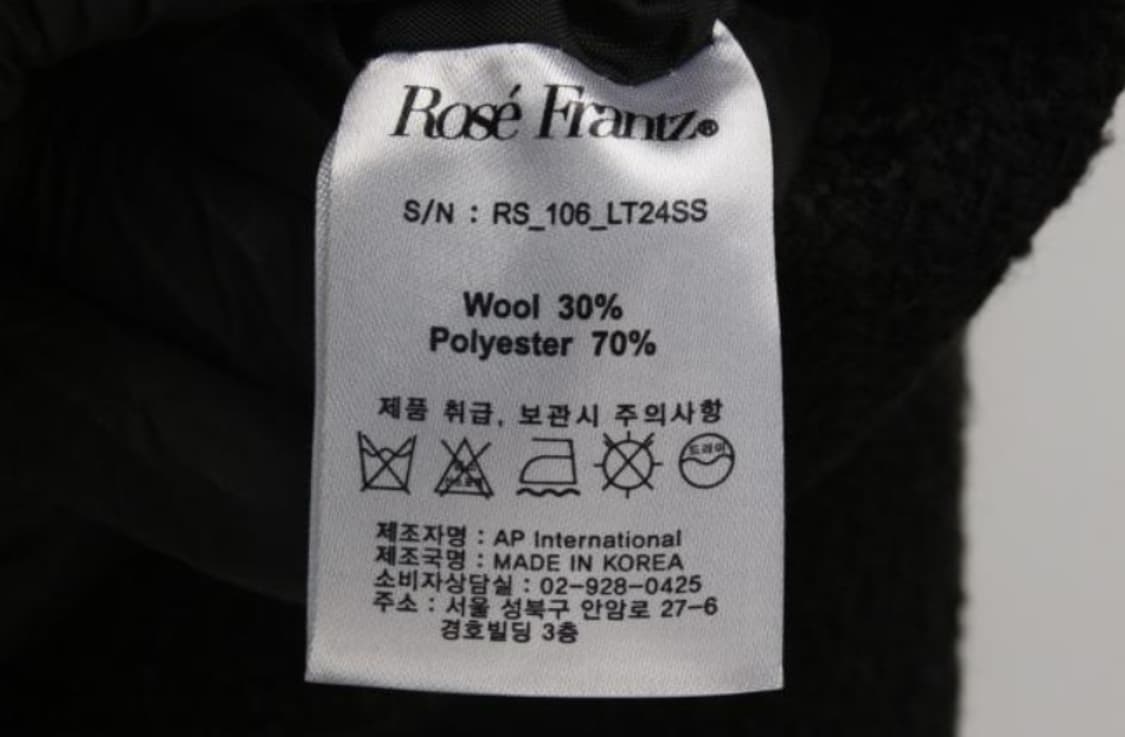 Rosé Frantz®
S/N : RS_106_LT24SS
Wool 30%
Polyester 70%
제품 취급, 보관시 주의사항
드라이
제조자명 : AP International
제조국명 : MADE IN KOREA
소비자상담실 : 02-928-0425
주소 : 서울 성북구 안암로 27-6
경호빌딩 3층